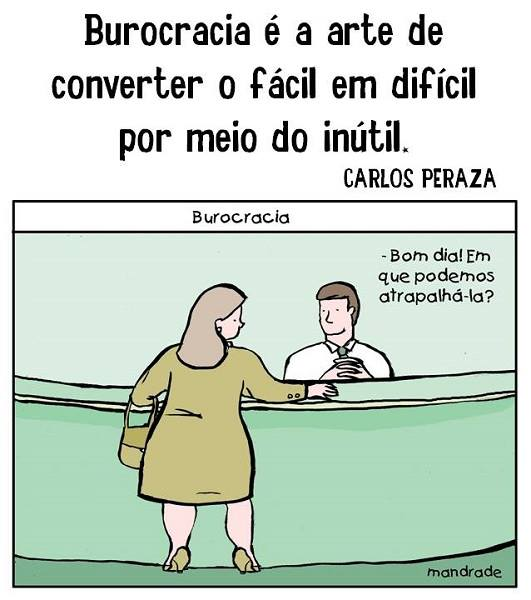 Burocracia é a arte de
converter o fácil em difícil
por meio do inútil.
CARLOS PERAZA
Burocracia
- Bom dia! Em
que podemos
atrapalhá-la?
mandrade